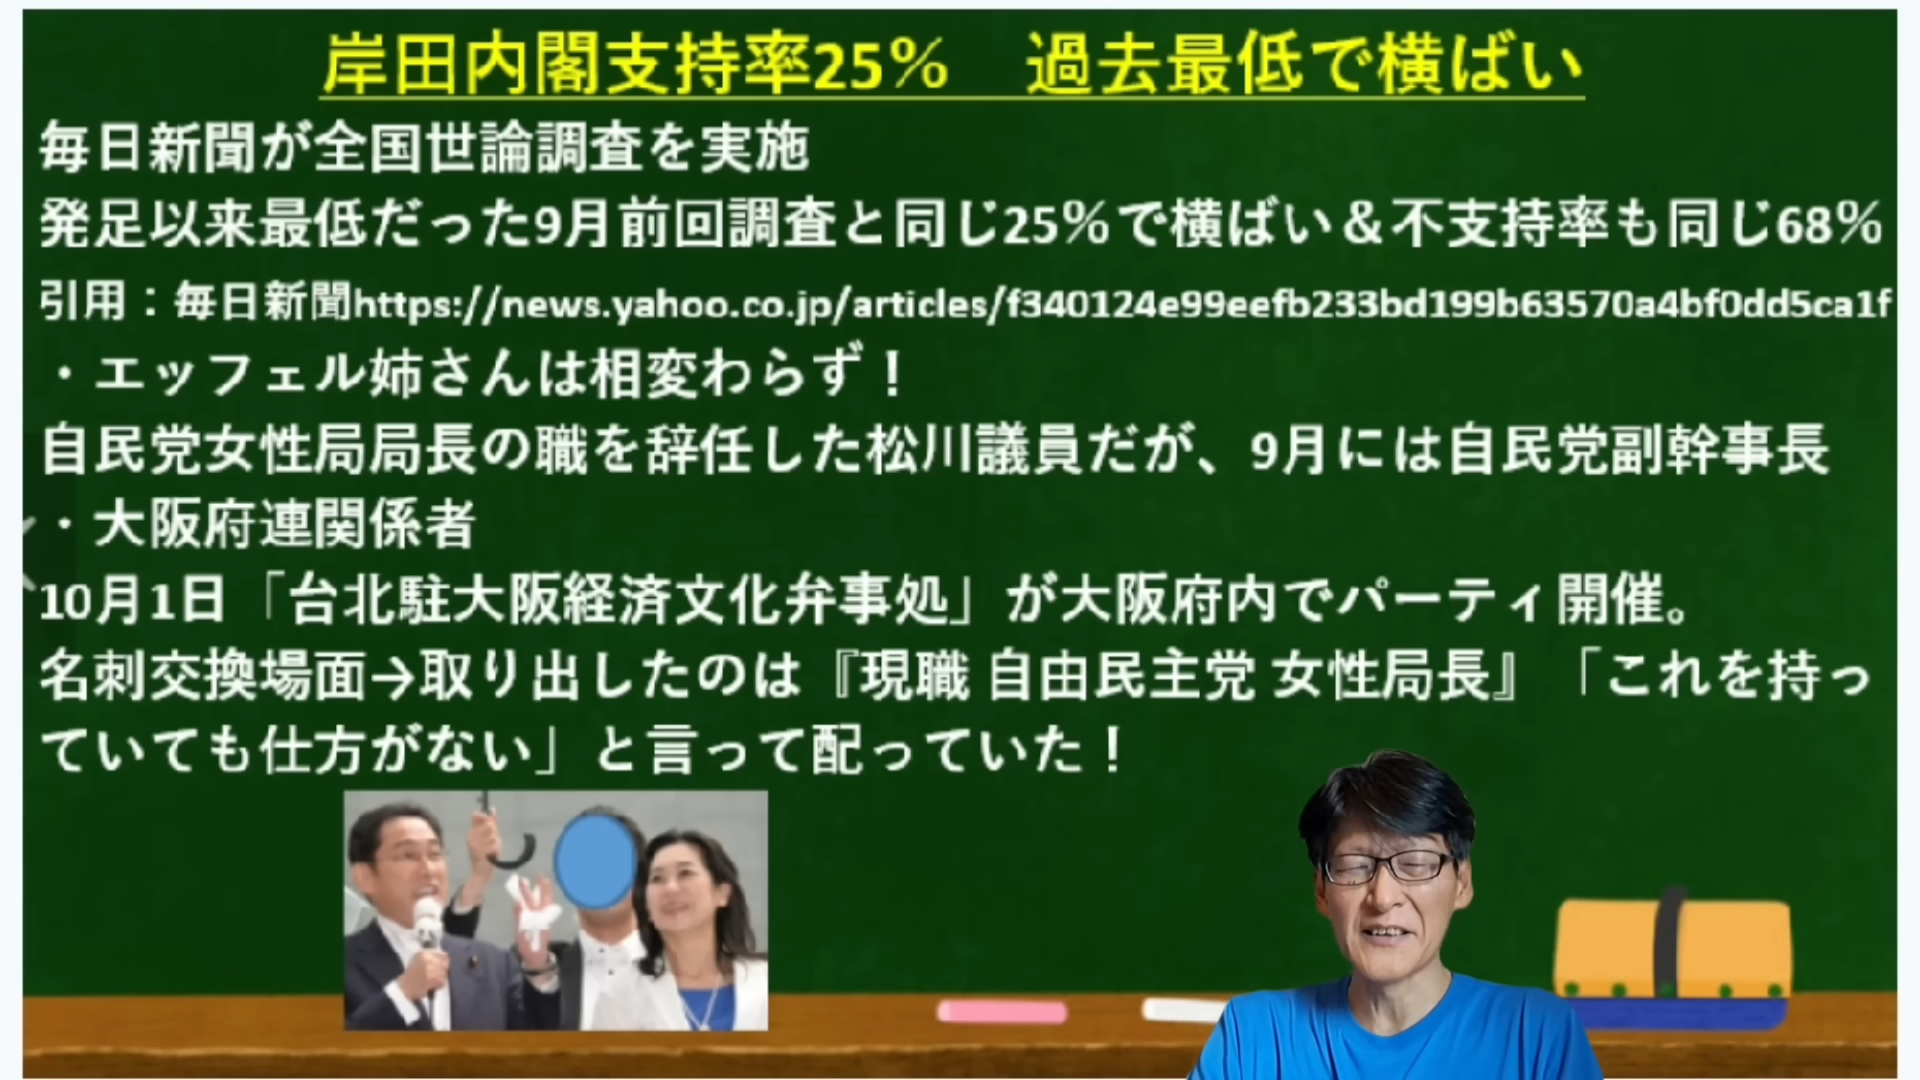 岸田内閣支持率25%　過去最低で横ばい
毎日新聞が全国世論調査を実施
発足以来最低だった9月前回調査と同じ25%で横ばい＆不支持率も同じ68%
引用：毎日新聞https://news.yahoo.co.jp/articles/f340124e99eefb233bd199b63570a4bf0dd5ca1f
・エッフェル姉さんは相変わらず！
自民党女性局局長の職を辞任した松川議員だが、9月には自民党副幹事長
・大阪府連関係者
10月1日「台北駐大阪経済文化弁事処」が大阪府内でパーティ開催。
名刺交換場面→取り出したのは『現職 自由民主党 女性局長』「これを持っ
ていても仕方がない」と言って配っていた！